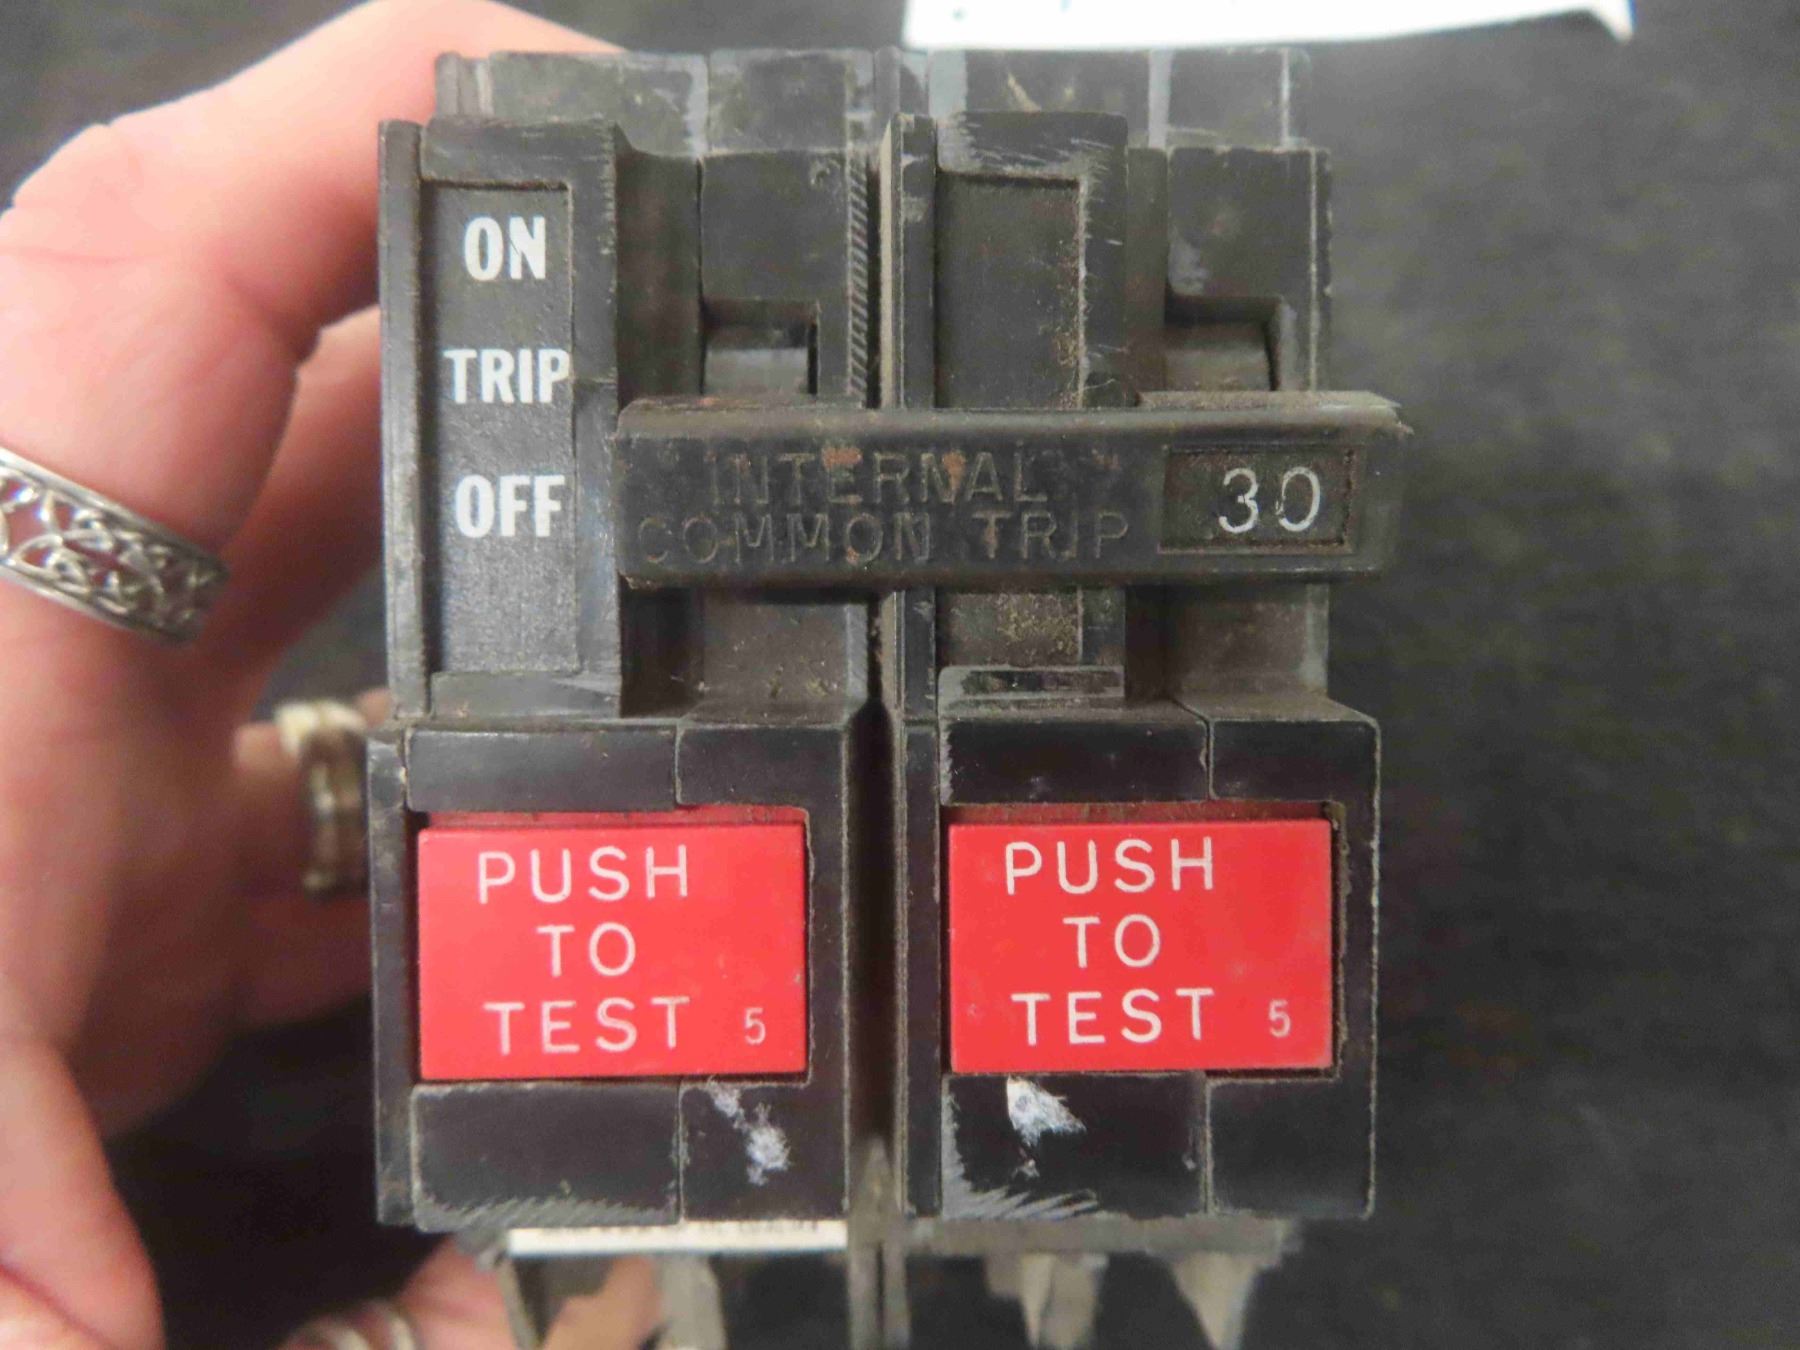 ON
TRIP
OFF
INTERNAL
COMMON TRIP
30
PUSH
TO
TEST 5
PUSH
TO
TEST 5